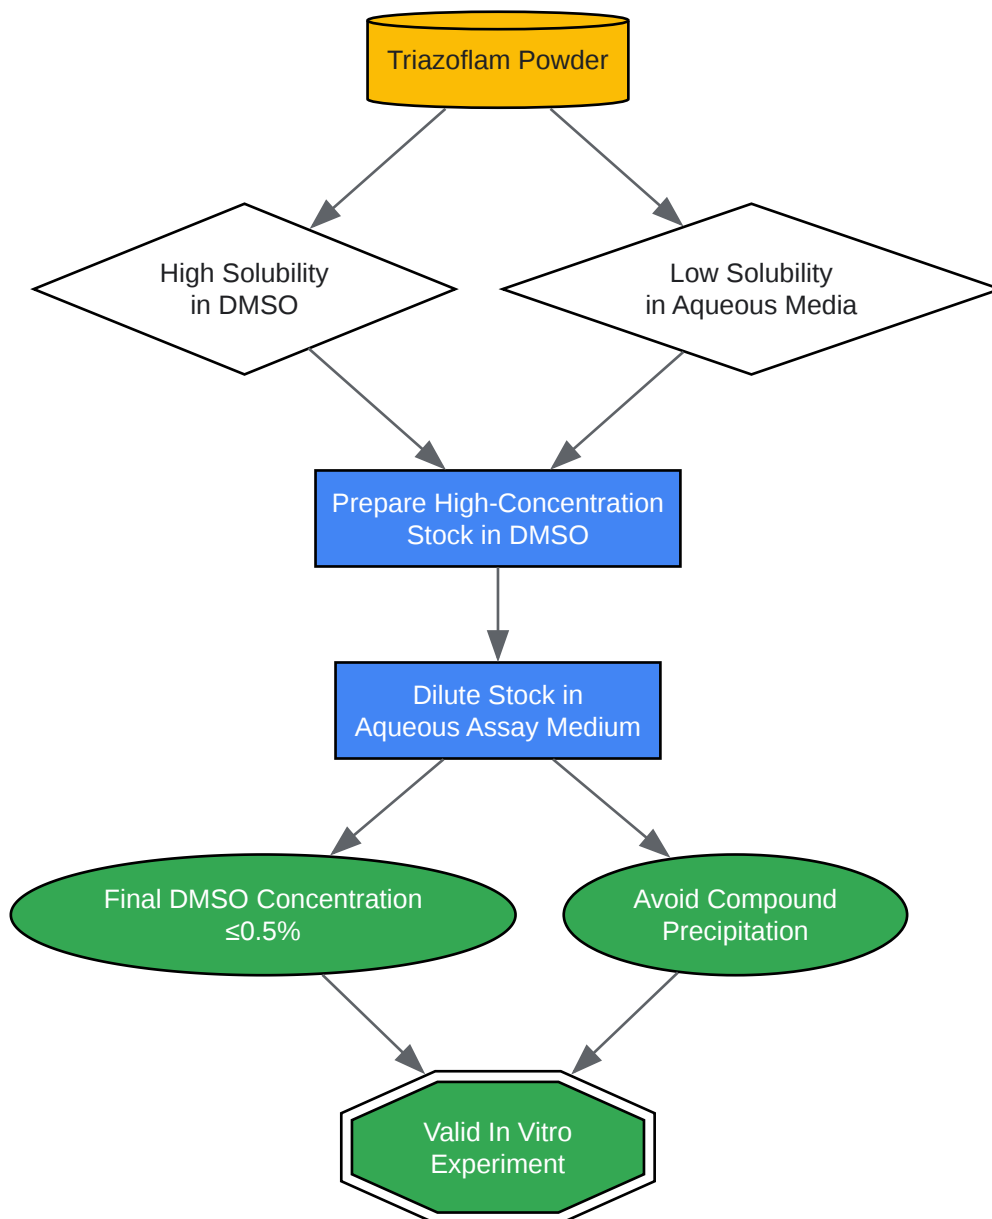 Triazoflam Powder
High Solubility
in DMSO
Low Solubility
in Aqueous Media
Prepare High-Concentration
Stock in DMSO
Dilute Stock in
Aqueous Assay Medium
Final DMSO Concentration
≤0.5%
Avoid Compound
Precipitation
Valid In Vitro
Experiment